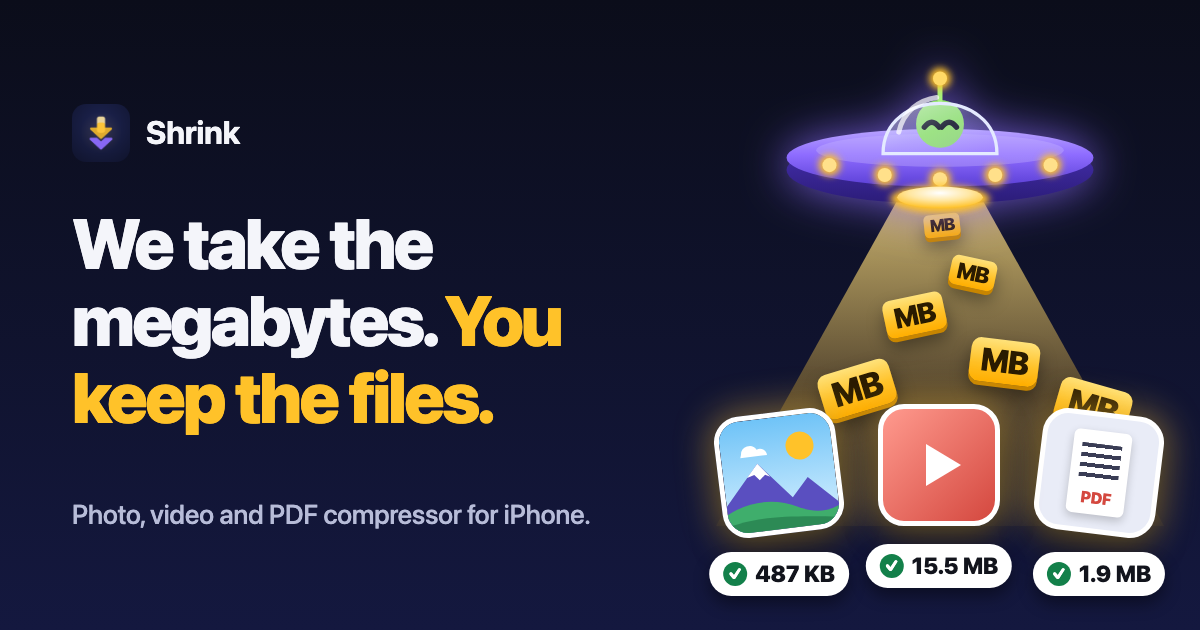 Shrink
We take the
megabytes. You
keep the files.
Photo, video and PDF compressor for iPhone.
MB
MB
MB
MB
MB
MB
PDF
487 KB
15.5 MB
1.9 MB